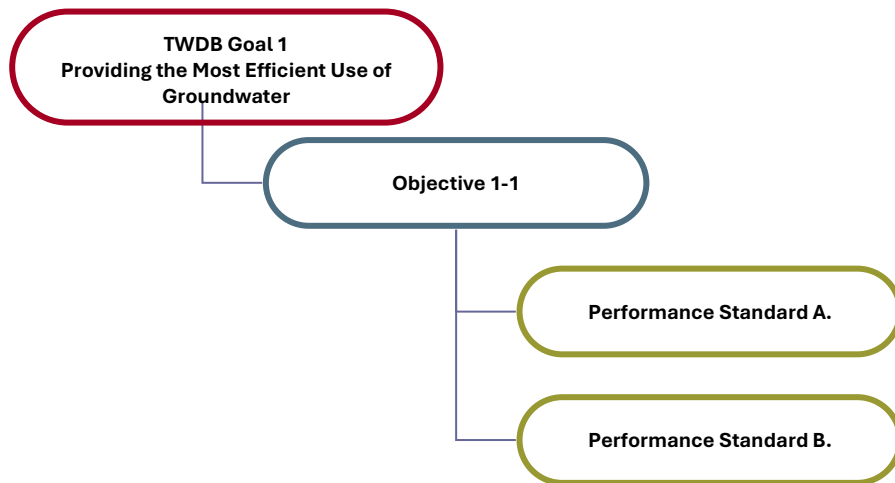 TWDB Goal 1
Providing the Most Efficient Use of
Groundwater
Objective 1-1
Performance Standard A.
Performance Standard B.